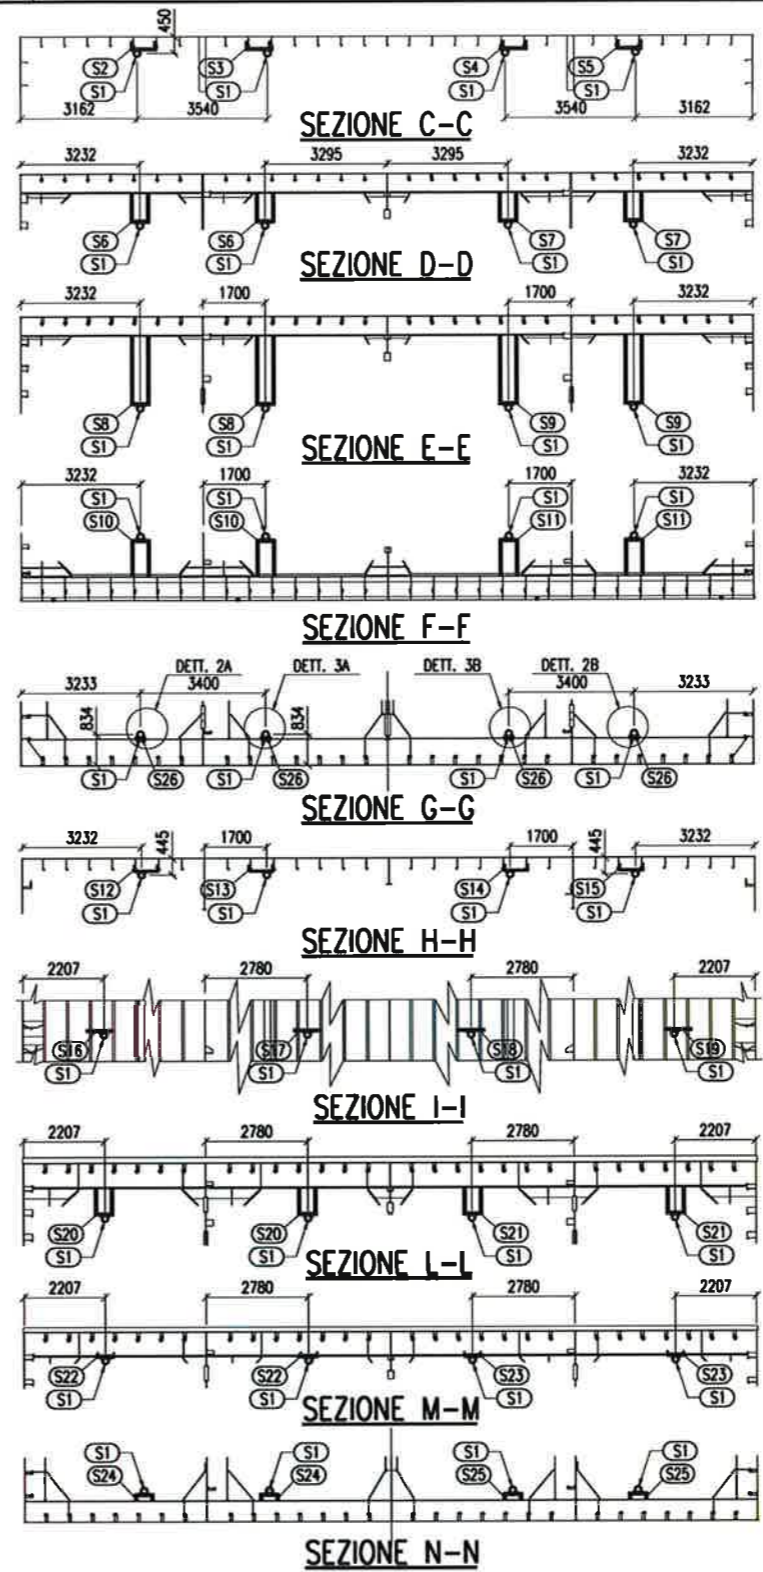 450
S2 S3 S4 S5
S1 S1 S1 S1
3162 3540 3540 3162
SEZIONE C-C
3232 3295 3295 3232
S6 S6 S7 S7
S1 S1 S1 S1
SEZIONE D-D
3232 1700 1700 3232
S8 S8 S9 S9
S1 S1 S1 S1
SEZIONE E-E
3232 1700 1700 3232
S1 S1 S1 S1
S10 S10 S11 S11
SEZIONE F-F
DETT. 2A DETT. 3A DETT. 3B DETT. 2B
3233 3400 3400 3233
834 834
S1 S26 S1 S26 S1 S26 S1 S26
SEZIONE G-G
3232 445 1700 1700 445 3232
S12 S13 S14 S15
S1 S1 S1 S1
SEZIONE H-H
2207 2780 2780 2207
S16 S17 S18 S19
S1 S1 S1 S1
SEZIONE I-I
2207 2780 2780 2207
S20 S20 S21 S21
S1 S1 S1 S1
SEZIONE L-L
2207 2780 2780 2207
S22 S22 S23 S23
S1 S1 S1 S1
SEZIONE M-M
S1 S1 S1 S1
S24 S24 S25 S25
SEZIONE N-N